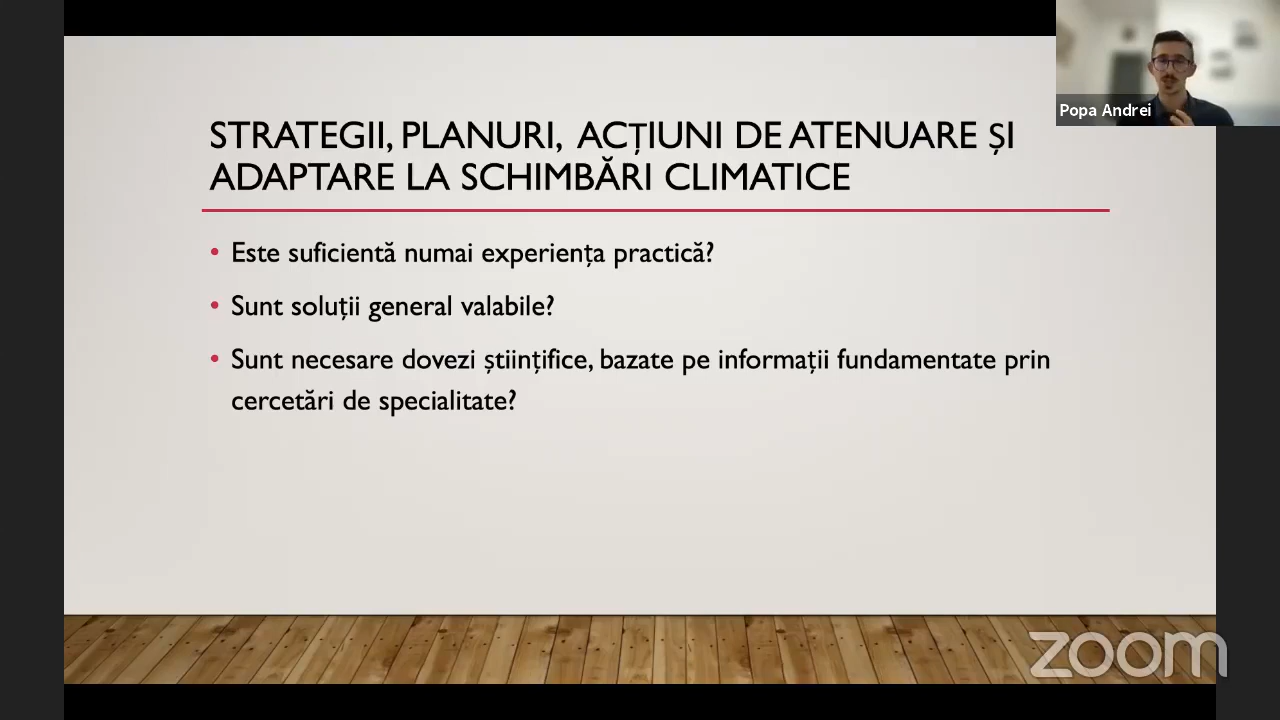 Popa Andrei
STRATEGII, PLANURI, ACȚIUNI DE ATENUARE ȘI
ADAPTARE LA SCHIMBĂRI CLIMATICE
• Este suficientă numai experiența practică?
• Sunt soluții general valabile?
• Sunt necesare dovezi științifice, bazate pe informații fundamentate prin
cercetări de specialitate?
zoom